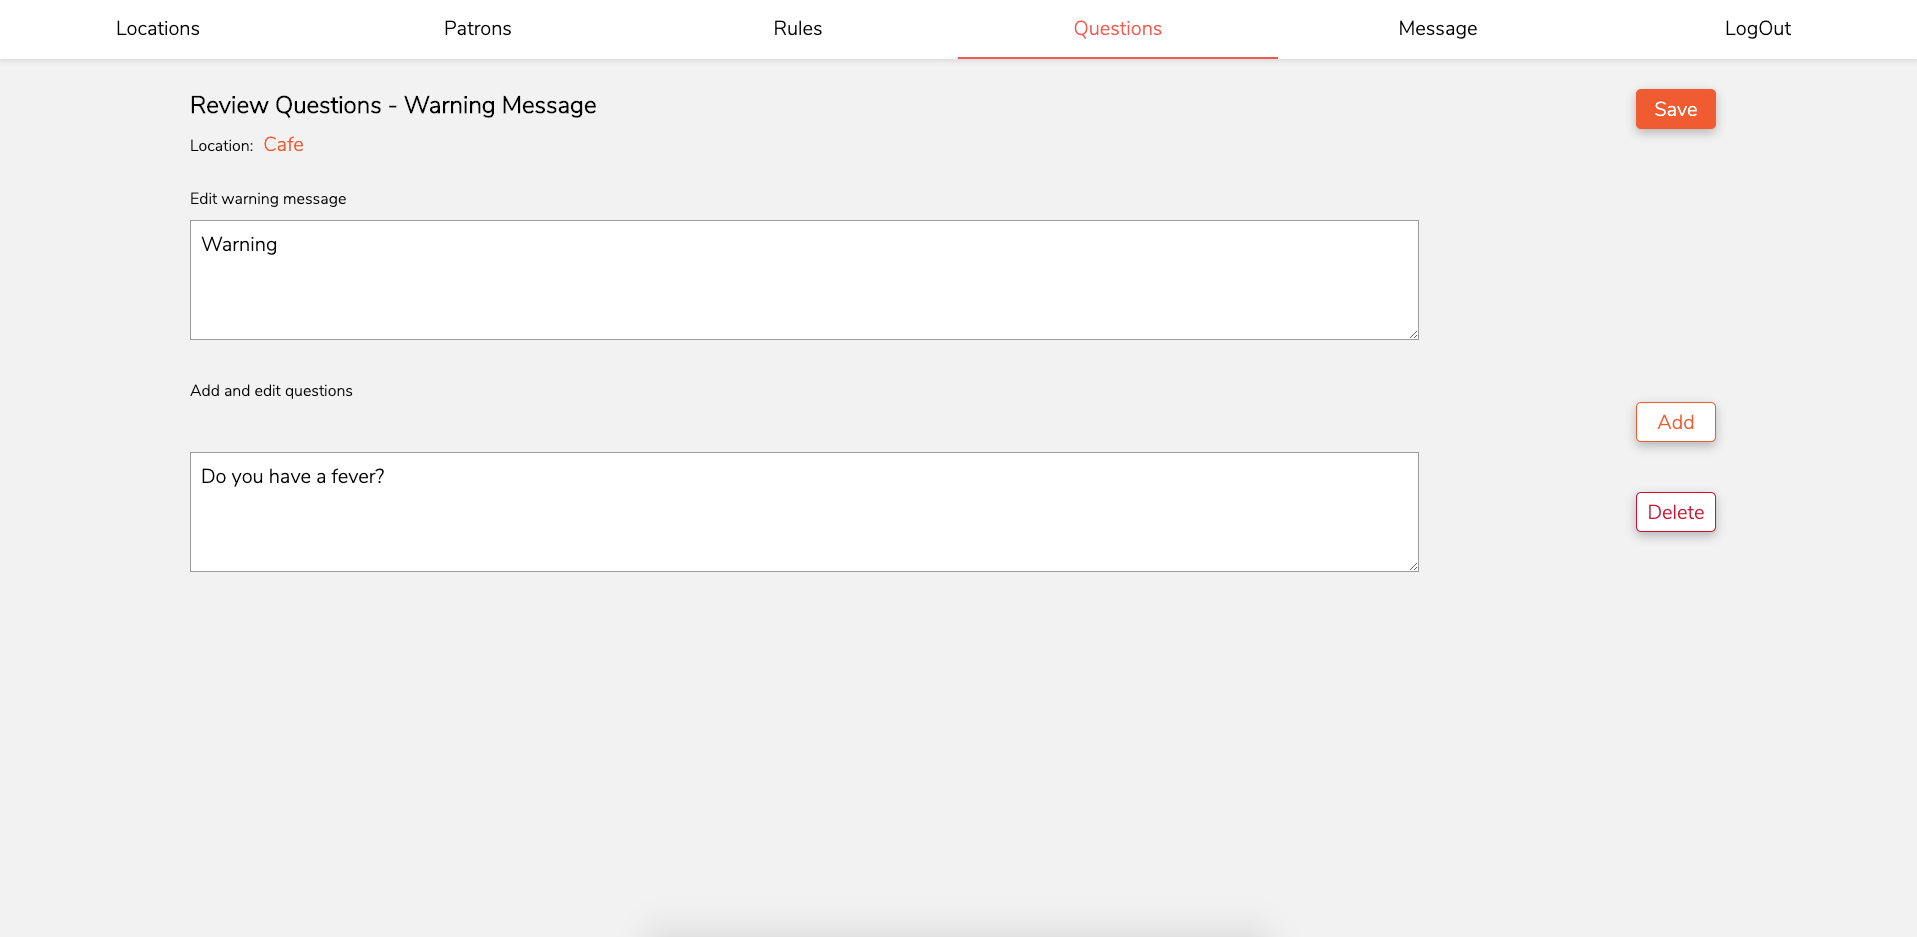 Locations Patrons Rules Questions Message LogOut
Review Questions - Warning Message
Save
Location: Cafe
Edit warning message
Warning
Add and edit questions
Add
Do you have a fever?
Delete